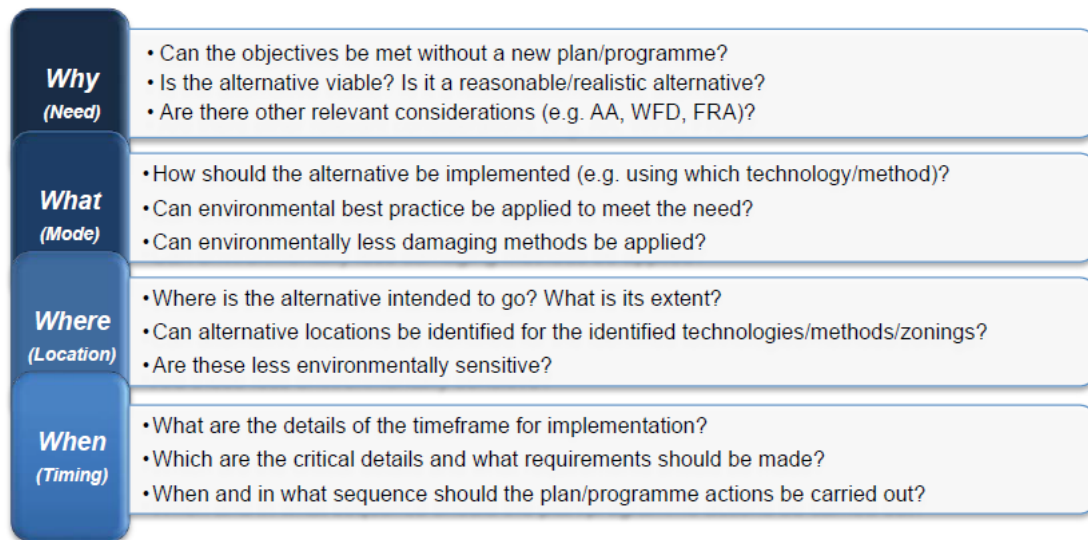 Why
(Need)
• Can the objectives be met without a new plan/programme?
• Is the alternative viable? Is it a reasonable/realistic alternative?
• Are there other relevant considerations (e.g. AA, WFD, FRA)?
What
(Mode)
• How should the alternative be implemented (e.g. using which technology/method)?
• Can environmental best practice be applied to meet the need?
• Can environmentally less damaging methods be applied?
Where
(Location)
• Where is the alternative intended to go? What is its extent?
• Can alternative locations be identified for the identified technologies/methods/zonings?
• Are these less environmentally sensitive?
When
(Timing)
• What are the details of the timeframe for implementation?
• Which are the critical details and what requirements should be made?
• When and in what sequence should the plan/programme actions be carried out?